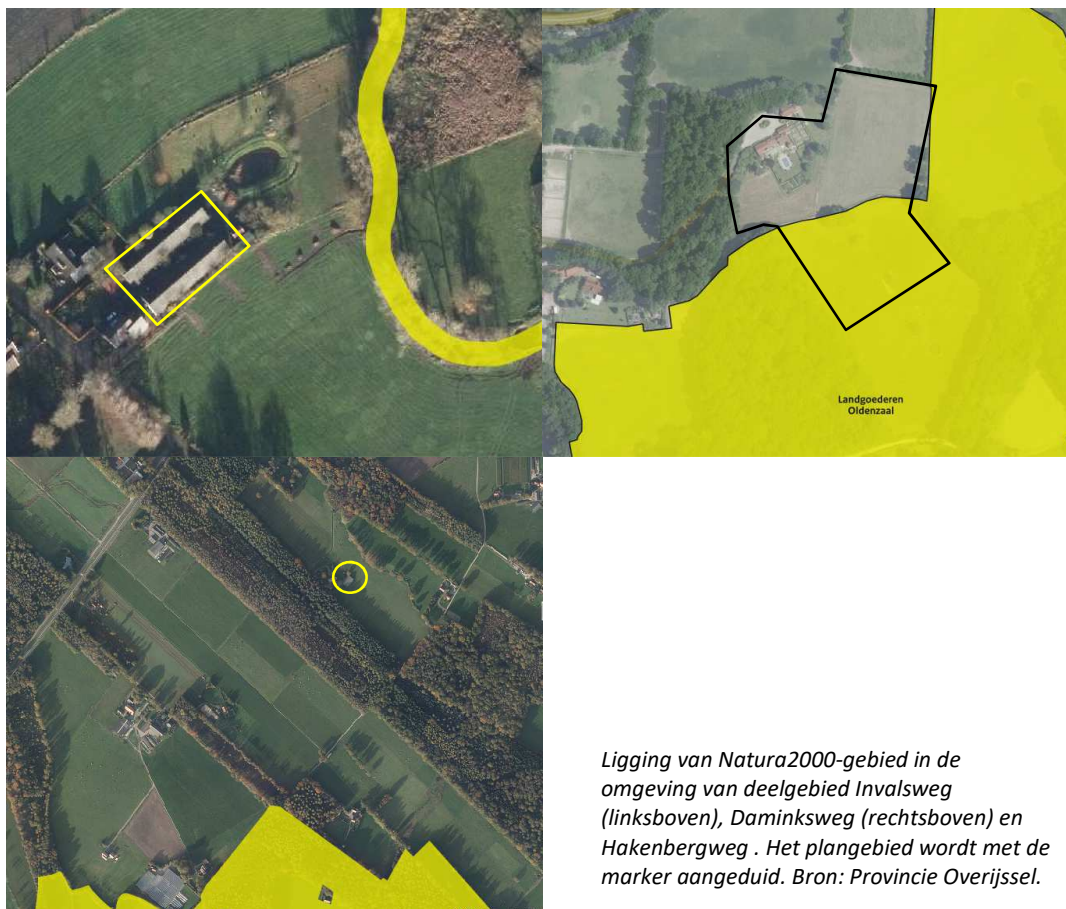 Landgoederen
Oldenzaal
Ligging van Natura2000-gebied in de
omgeving van deelgebied Invalsweg
(linksboven), Daminksweg (rechtsboven) en
Hakenbergweg . Het plangebied wordt met de
marker aangeduid. Bron: Provincie Overijssel.